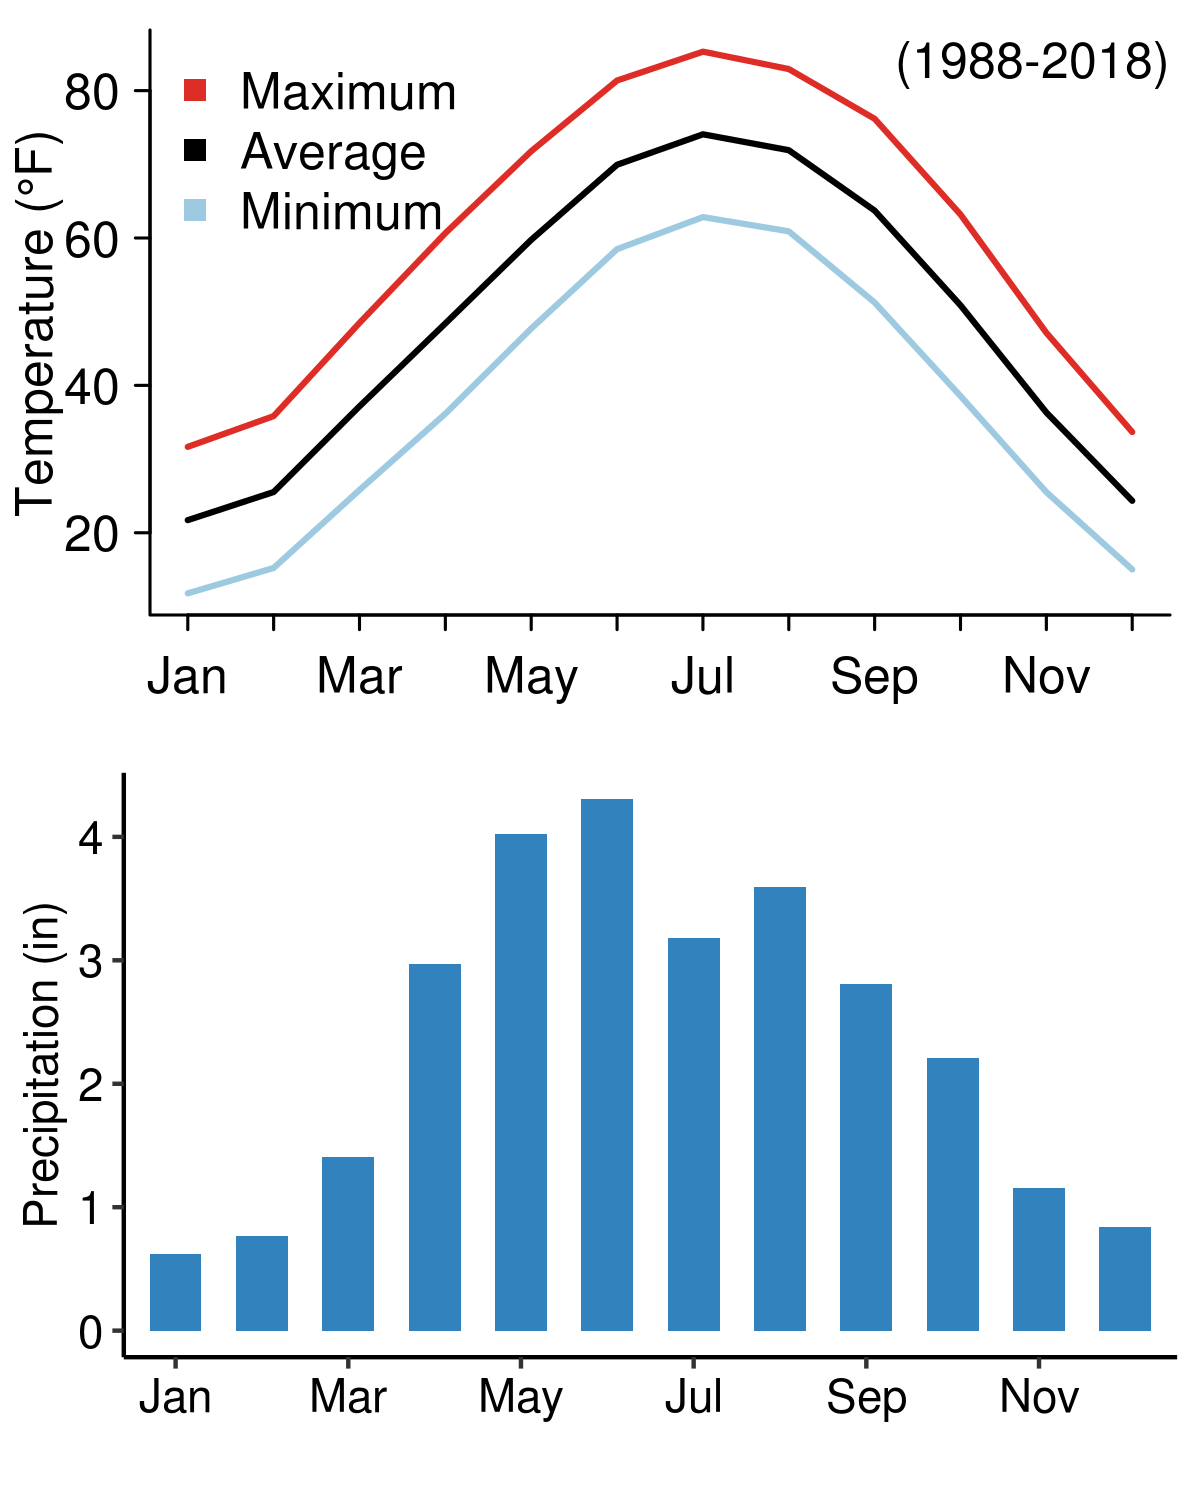 (1988-2018)
Maximum
Average
Minimum
Temperature (°F)
80
60
40
20
Jan Mar May Jul Sep Nov
Precipitation (in)
4
3
2
1
0
Jan Mar May Jul Sep Nov